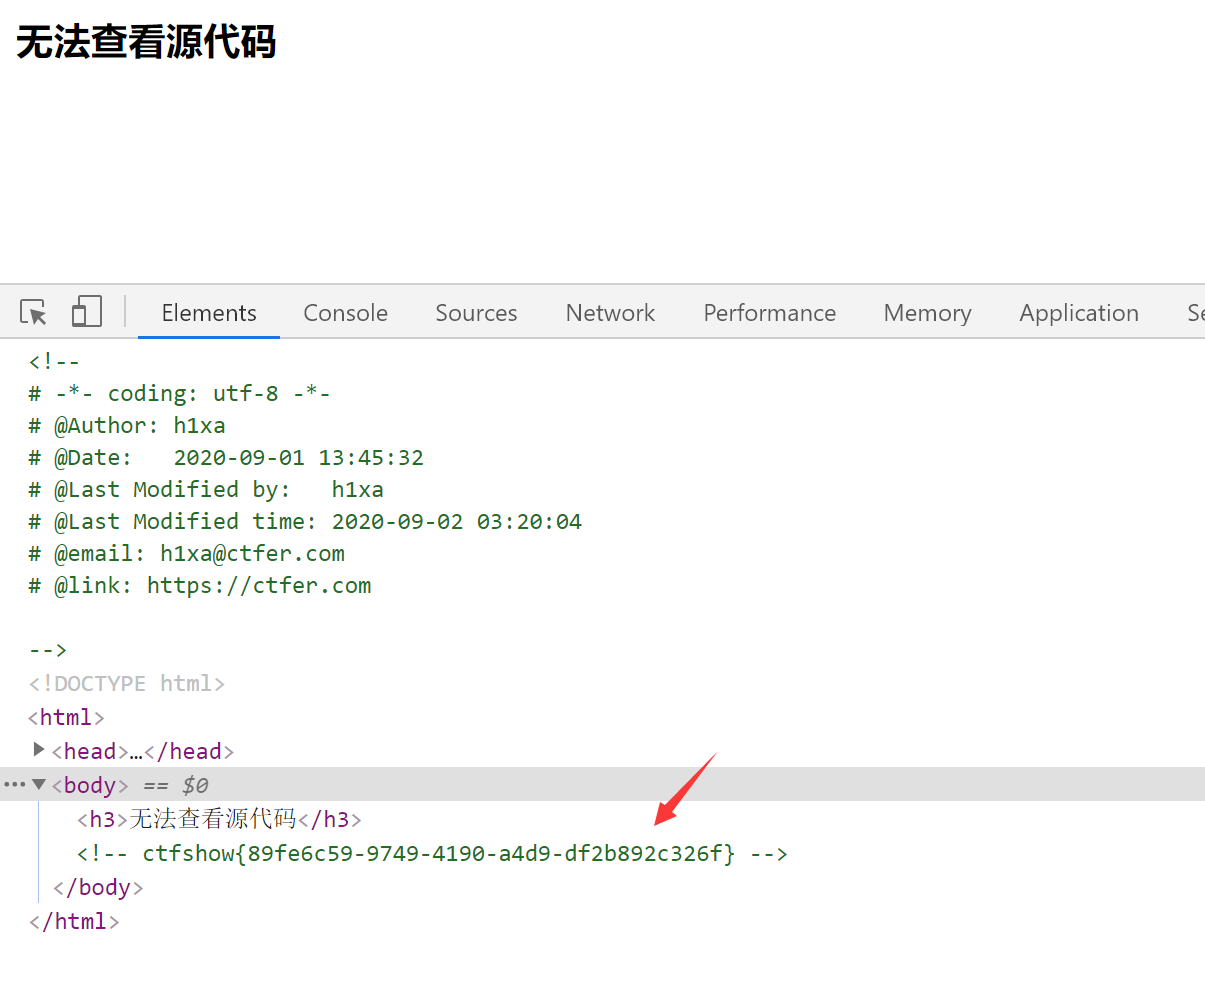 无法查看源代码
Elements Console Sources Network Performance Memory Application Se
<!--
# -*- coding: utf-8 -*-
# @Author: h1xa
# @Date:   2020-09-01 13:45:32
# @Last Modified by:   h1xa
# @Last Modified time: 2020-09-02 03:20:04
# @email: h1xa@ctfer.com
# @link: https://ctfer.com
-->
<!DOCTYPE html>
<html>
<head>…</head>
<body> == $0
<h3>无法查看源代码</h3>
<!-- ctfshow{89fe6c59-9749-4190-a4d9-df2b892c326f} -->
</body>
</html>